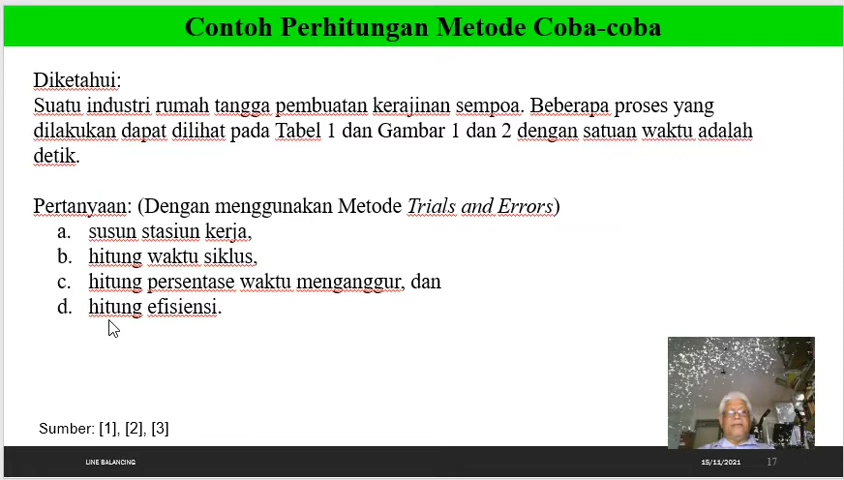 Contoh Perhitungan Metode Coba-coba
Diketahui:
Suatu industri rumah tangga pembuatan kerajinan sempoa. Beberapa proses yang
dilakukan dapat dilihat pada Tabel 1 dan Gambar 1 dan 2 dengan satuan waktu adalah
detik.
Pertanyaan: (Dengan menggunakan Metode Trials and Errors)
a. susun stasiun kerja,
b. hitung waktu siklus,
c. hitung persentase waktu menganggur, dan
d. hitung efisiensi.
Sumber: [1], [2], [3]
LINE BALANCING
15/11/2021
17